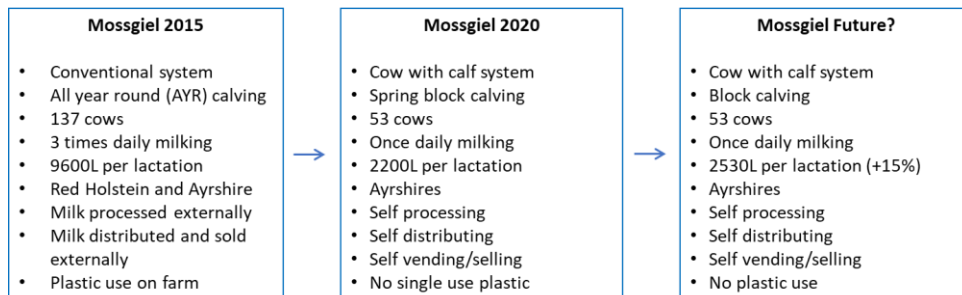 Mossgiel 2015
• Conventional system
• All year round (AYR) calving
• 137 cows
• 3 times daily milking
• 9600L per lactation
• Red Holstein and Ayrshire
• Milk processed externally
• Milk distributed and sold
externally
• Plastic use on farm
Mossgiel 2020
• Cow with calf system
• Spring block calving
• 53 cows
• Once daily milking
• 2200L per lactation
• Ayrshires
• Self processing
• Self distributing
• Self vending/selling
• No single use plastic
Mossgiel Future?
• Cow with calf system
• Block calving
• 53 cows
• Once daily milking
• 2530L per lactation (+15%)
• Ayrshires
• Self processing
• Self distributing
• Self vending/selling
• No plastic use